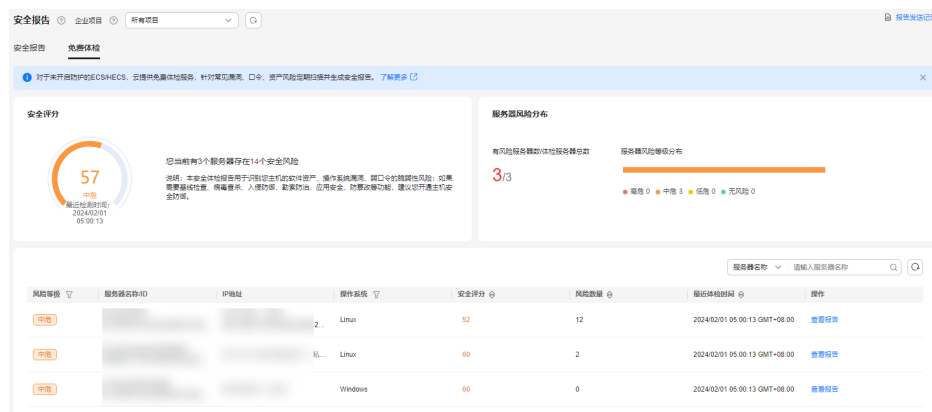 安全报告 企业项目 所有项目
报告发送记
安全报告 免费体检
对于未开启防护的ECS/HECS，云提供免费体检服务，针对常见漏洞、口令、资产风险定期扫描并生成安全报告。 了解更多
安全评分
57
中危
最近检测时间：
2024/02/01
05:00:13
您当前有3个服务器存在14个安全风险
说明：本安全体检报告用于识别您主机的软件资产、操作系统漏洞、弱口令的脆弱性风险；如果
需要基线检查、病毒查杀、入侵防御、勒索防治、应用安全、防篡改等功能，建议您开通主机安
全防御。
服务器风险分布
有风险服务器数/体检服务器总数
3/3
服务器风险等级分布
高危 0 中危 3 低危 0 无风险 0
服务器名称 请输入服务器名称
风险等级 服务器名称/ID IP地址 操作系统 安全评分 风险数量 最近体检时间 操作
中危 2... Linux 52 12 2024/02/01 05:00:13 GMT+08:00 查看报告
中危 私... Linux 60 2 2024/02/01 05:00:13 GMT+08:00 查看报告
中危 Windows 60 0 2024/02/01 05:00:13 GMT+08:00 查看报告